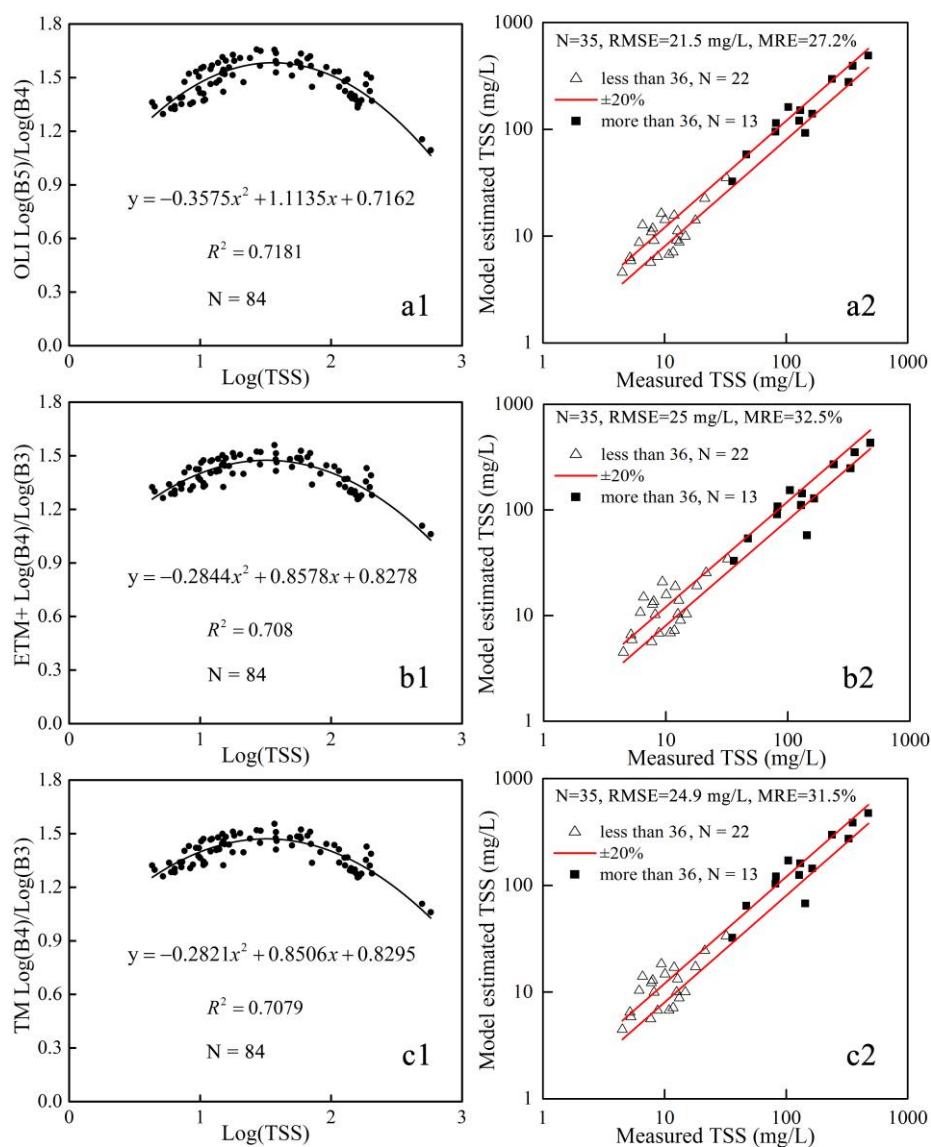 1.8
1.5
1.2
0.9
0.6
0.3
0.0
OLI Log(B5)/Log(B4)
y = −0.3575x² + 1.1135x + 0.7162
R² = 0.7181
N = 84
a1
0 1 2 3
Log(TSS)
1000
100
10
1
Model estimated TSS (mg/L)
N=35, RMSE=21.5 mg/L, MRE=27.2%
less than 36, N = 22
±20%
more than 36, N = 13
a2
1 10 100 1000
Measured TSS (mg/L)
1.8
1.5
1.2
0.9
0.6
0.3
0.0
ETM+ Log(B4)/Log(B3)
y = −0.2844x² + 0.8578x + 0.8278
R² = 0.708
N = 84
b1
0 1 2 3
Log(TSS)
1000
100
10
1
Model estimated TSS (mg/L)
N=35, RMSE=25 mg/L, MRE=32.5%
less than 36, N = 22
±20%
more than 36, N = 13
b2
1 10 100 1000
Measured TSS (mg/L)
1.8
1.5
1.2
0.9
0.6
0.3
0.0
TM Log(B4)/Log(B3)
y = −0.2821x² + 0.8506x + 0.8295
R² = 0.7079
N = 84
c1
0 1 2 3
Log(TSS)
1000
100
10
1
Model estimated TSS (mg/L)
N=35, RMSE=24.9 mg/L, MRE=31.5%
less than 36, N = 22
±20%
more than 36, N = 13
c2
1 10 100 1000
Measured TSS (mg/L)